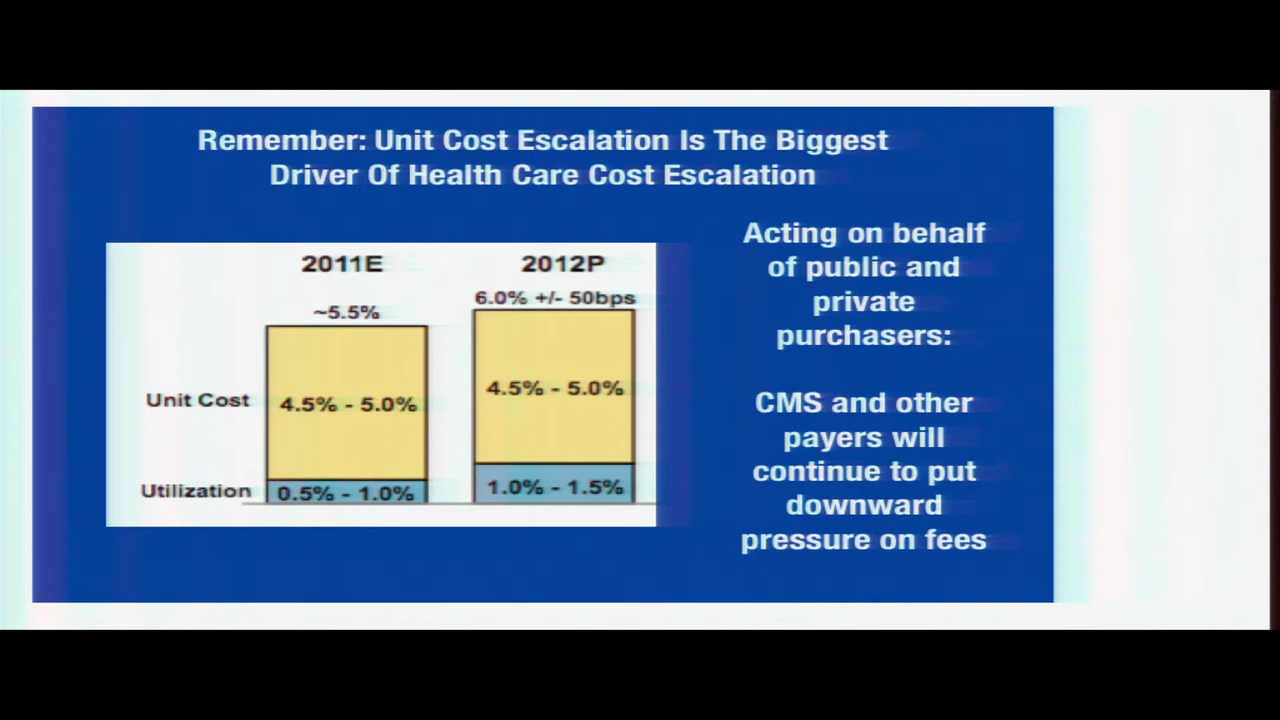 Remember: Unit Cost Escalation Is The Biggest
Driver Of Health Care Cost Escalation
2011E
2012P
~5.5%
6.0% +/- 50bps
Unit Cost
4.5% - 5.0%
4.5% - 5.0%
Utilization
0.5% - 1.0%
1.0% - 1.5%
Acting on behalf
of public and
private
purchasers:
CMS and other
payers will
continue to put
downward
pressure on fees